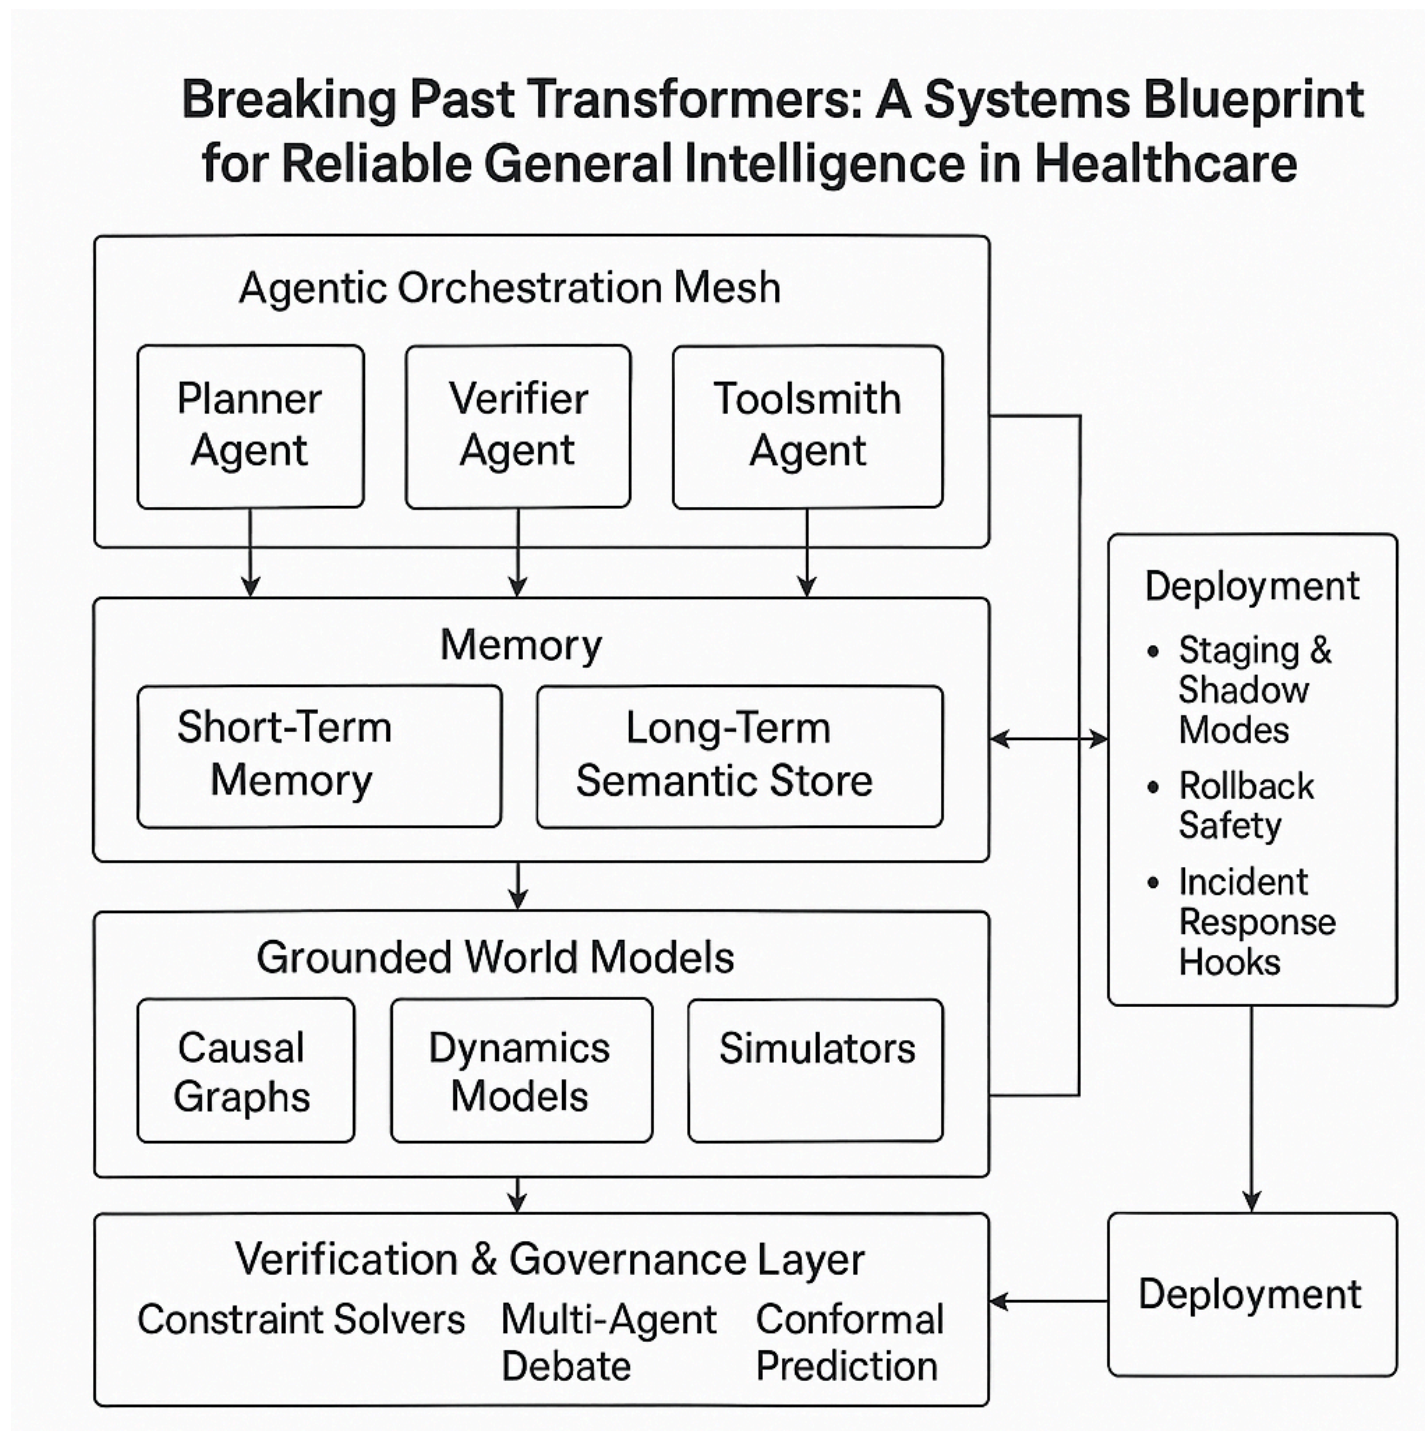 Breaking Past Transformers: A Systems Blueprint
for Reliable General Intelligence in Healthcare
Agentic Orchestration Mesh
Planner
Agent
Verifier
Agent
Toolsmith
Agent
Memory
Short-Term
Memory
Long-Term
Semantic Store
Grounded World Models
Causal
Graphs
Dynamics
Models
Simulators
Verification & Governance Layer
Constraint Solvers
Multi-Agent
Debate
Conformal
Prediction
Deployment
• Staging &
Shadow
Modes
• Rollback
Safety
• Incident
Response
Hooks
Deployment